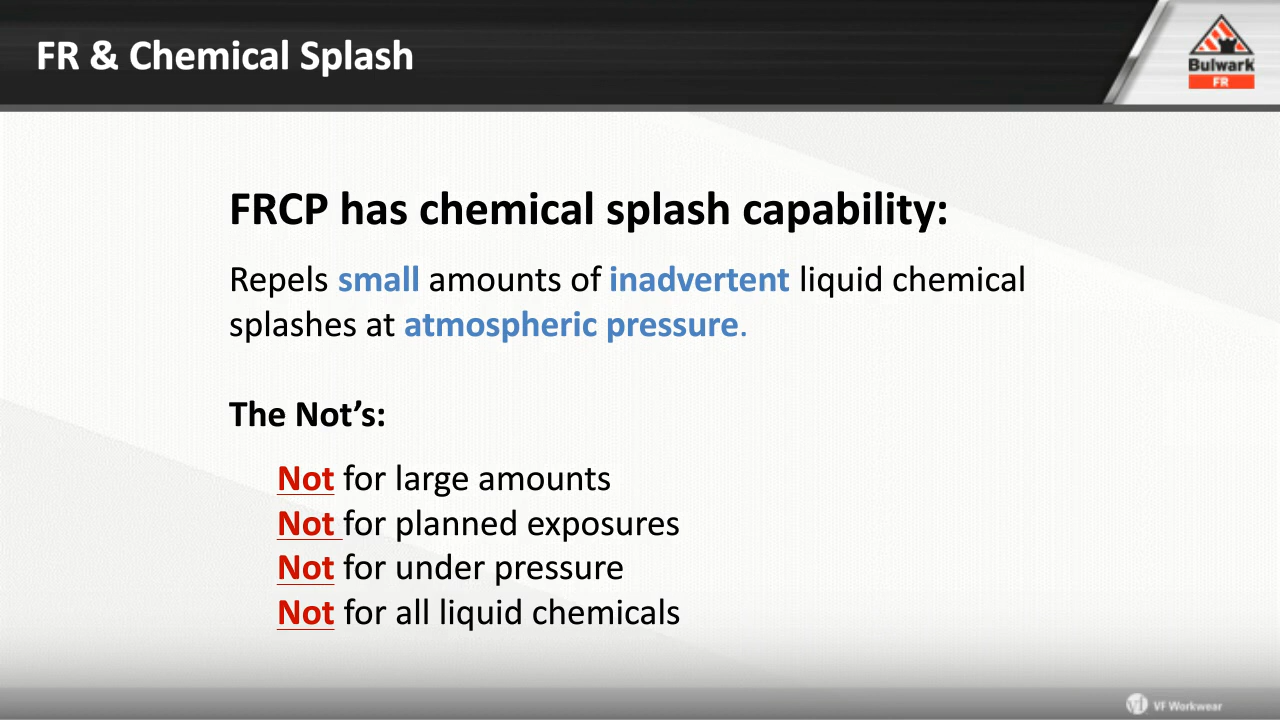 FR & Chemical Splash
Bulwark
FR
FRCP has chemical splash capability:
Repels small amounts of inadvertent liquid chemical
splashes at atmospheric pressure.
The Not’s:
Not for large amounts
Not for planned exposures
Not for under pressure
Not for all liquid chemicals
VF Workwear